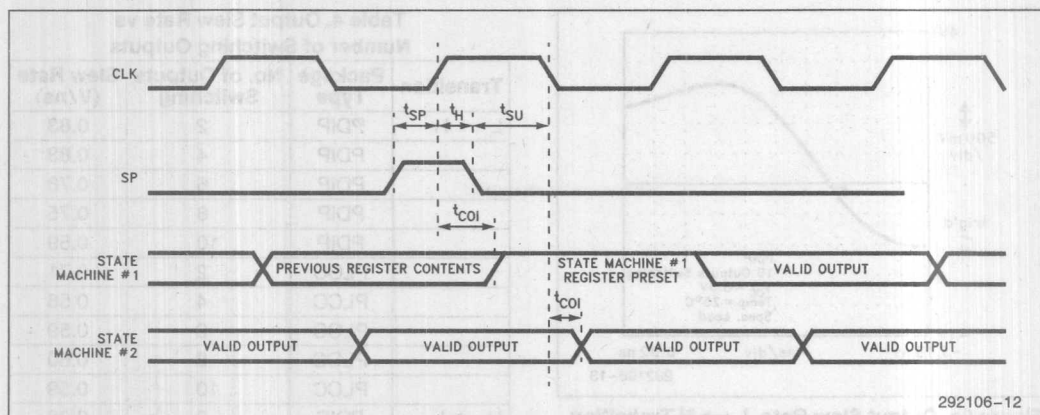 CLK
tSP
tH
tSU
SP
tCOI
STATE
MACHINE #1
PREVIOUS REGISTER CONTENTS
STATE MACHINE #1
REGISTER PRESET
VALID OUTPUT
tCOI
STATE
MACHINE #2
VALID OUTPUT
VALID OUTPUT
VALID OUTPUT
VALID OUTPUT
292106-12